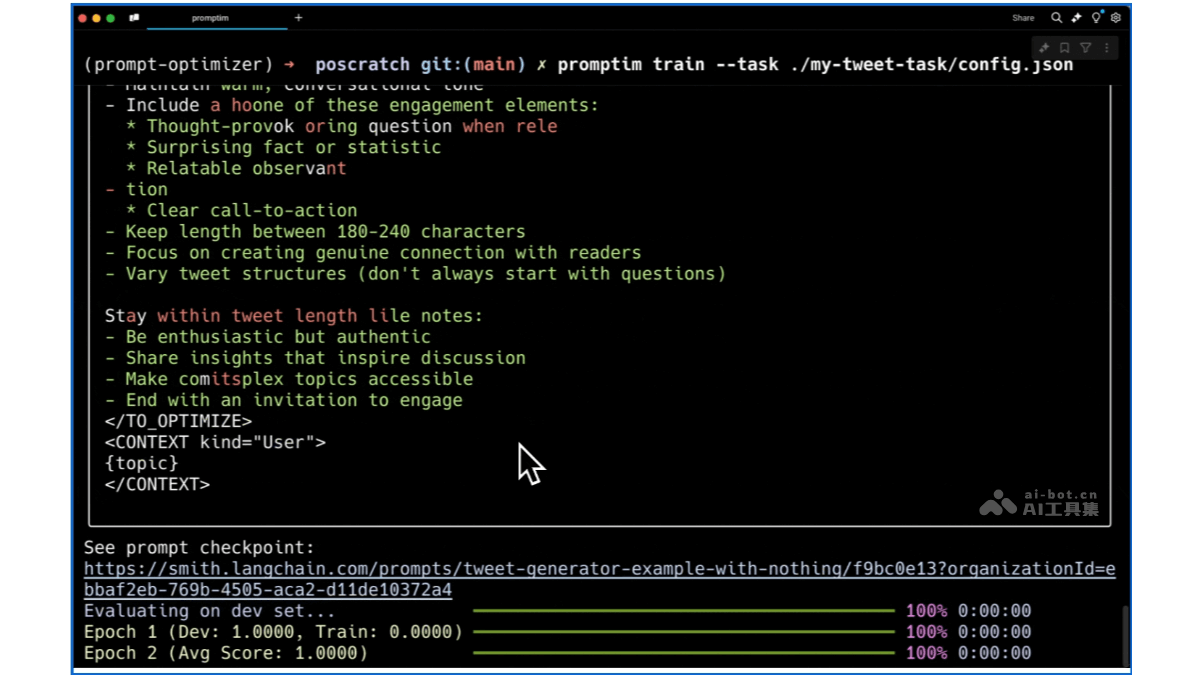 promptim
+
Share
(prompt-optimizer) ➜ poscratch git:(main) ✗ promptim train --task ./my-tweet-task/config.json
- Maintain warm, conversational tone
- Include a hoone of these engagement elements:
* Thought-provok oring question when rele
* Surprising fact or statistic
* Relatable observant
- tion
* Clear call-to-action
- Keep length between 180-240 characters
- Focus on creating genuine connection with readers
- Vary tweet structures (don't always start with questions)
Stay within tweet length lile notes:
- Be enthusiastic but authentic
- Share insights that inspire discussion
- Make comitsplex topics accessible
- End with an invitation to engage
</TO_OPTIMIZE>
<CONTEXT kind="User">
{topic}
</CONTEXT>
ai-bot.cn
AI工具集
See prompt checkpoint:
https://smith.langchain.com/prompts/tweet-generator-example-with-nothing/f9bc0e13?organizationId=e
bbaf2eb-769b-4505-aca2-d11de10372a4
Evaluating on dev set... 100% 0:00:00
Epoch 1 (Dev: 1.0000, Train: 0.0000) 100% 0:00:00
Epoch 2 (Avg Score: 1.0000) 100% 0:00:00